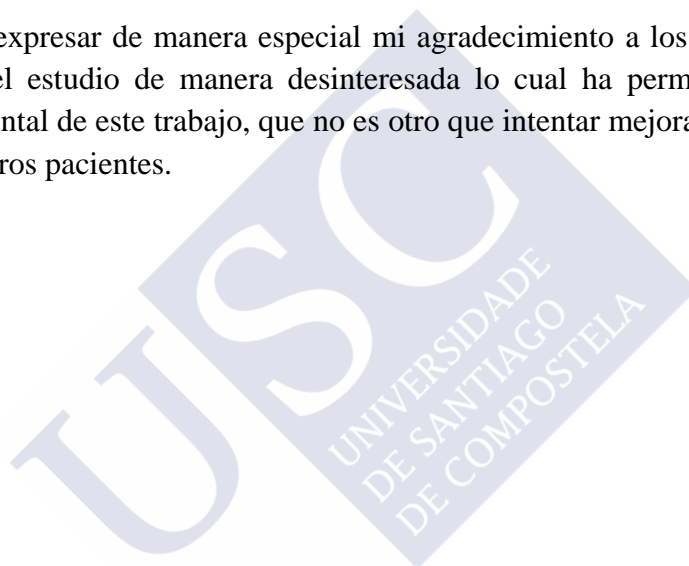 expresar de manera especial mi agradecimiento a los
el estudio de manera desinteresada lo cual ha perm
ntal de este trabajo, que no es otro que intentar mejora
ros pacientes.
USC
UNIVERSIDADE
DE SANTIAGO
DE COMPOSTELA